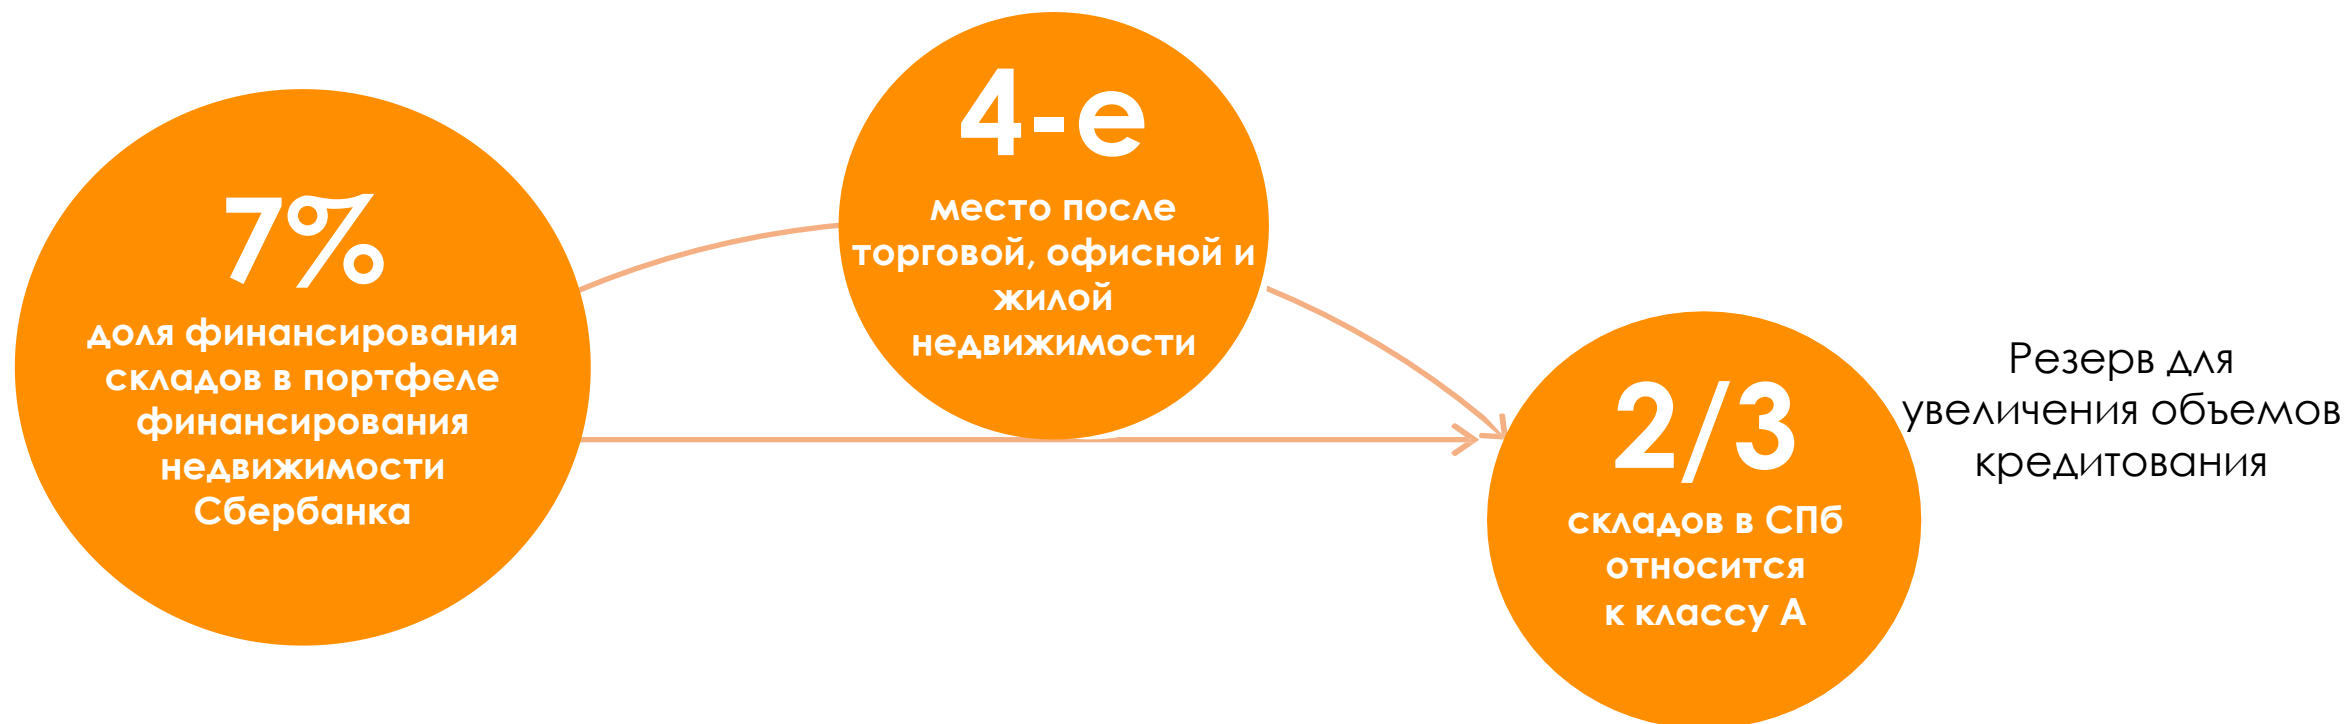 7%
доля финансирования
складов в портфеле
финансирования
недвижимости
Сбербанка
4-е
место после
торговой, офисной и
жилой
недвижимости
2/3
складов в СПб
относится
к классу А
Резерв для
увеличения объемов
кредитования